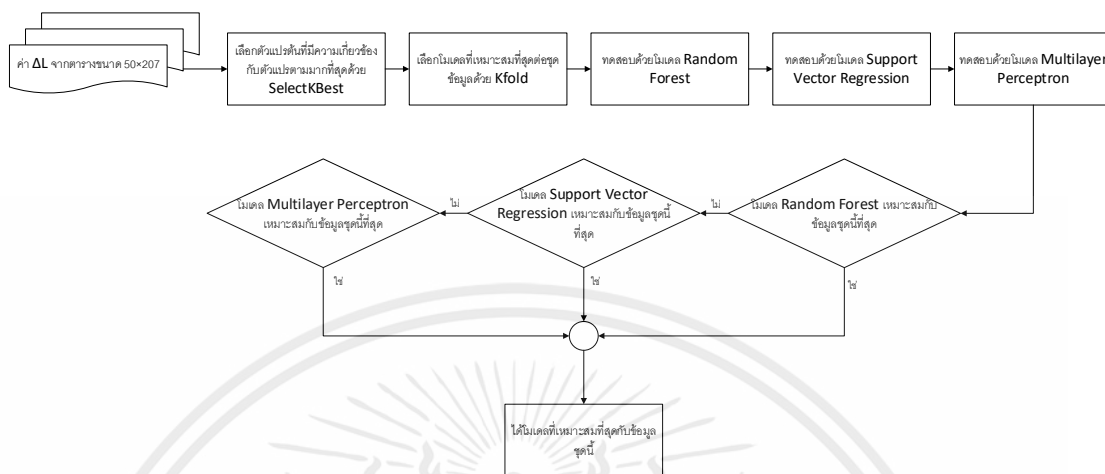 ค่า ΔL จากตารางขนาด 50×207
เลือกตัวแปรต้นที่มีความเกี่ยวข้อง
กับตัวแปรตามมากที่สุดด้วย
SelectKBest
เลือกโมเดลที่เหมาะสมที่สุดต่อชุด
ข้อมูลด้วย Kfold
ทดสอบด้วยโมเดล Random
Forest
ทดสอบด้วยโมเดล Support
Vector Regression
ทดสอบด้วยโมเดล Multilayer
Perceptron
โมเดล Multilayer Perceptron
เหมาะสมกับข้อมูลชุดนี้ที่สุด
ไม่
โมเดล Support Vector
Regression เหมาะสมกับข้อมูลชุดนี้
ที่สุด
ไม่
โมเดล Random Forest เหมาะสมกับ
ข้อมูลชุดนี้ที่สุด
ใช่
ใช่
ใช่
ได้โมเดลที่เหมาะสมที่สุดกับข้อมูล
ชุดนี้